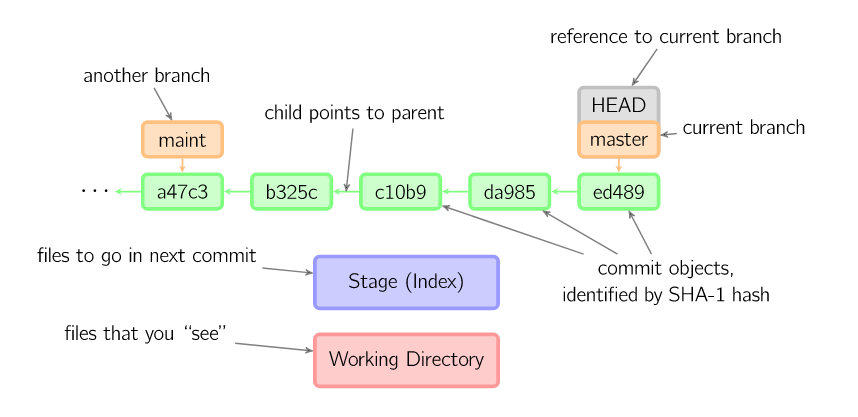 reference to current branch
another branch
HEAD
child points to parent
maint
master
current branch
...
a47c3
b325c
c10b9
da985
ed489
files to go in next commit
Stage (Index)
commit objects,
identified by SHA-1 hash
files that you “see”
Working Directory